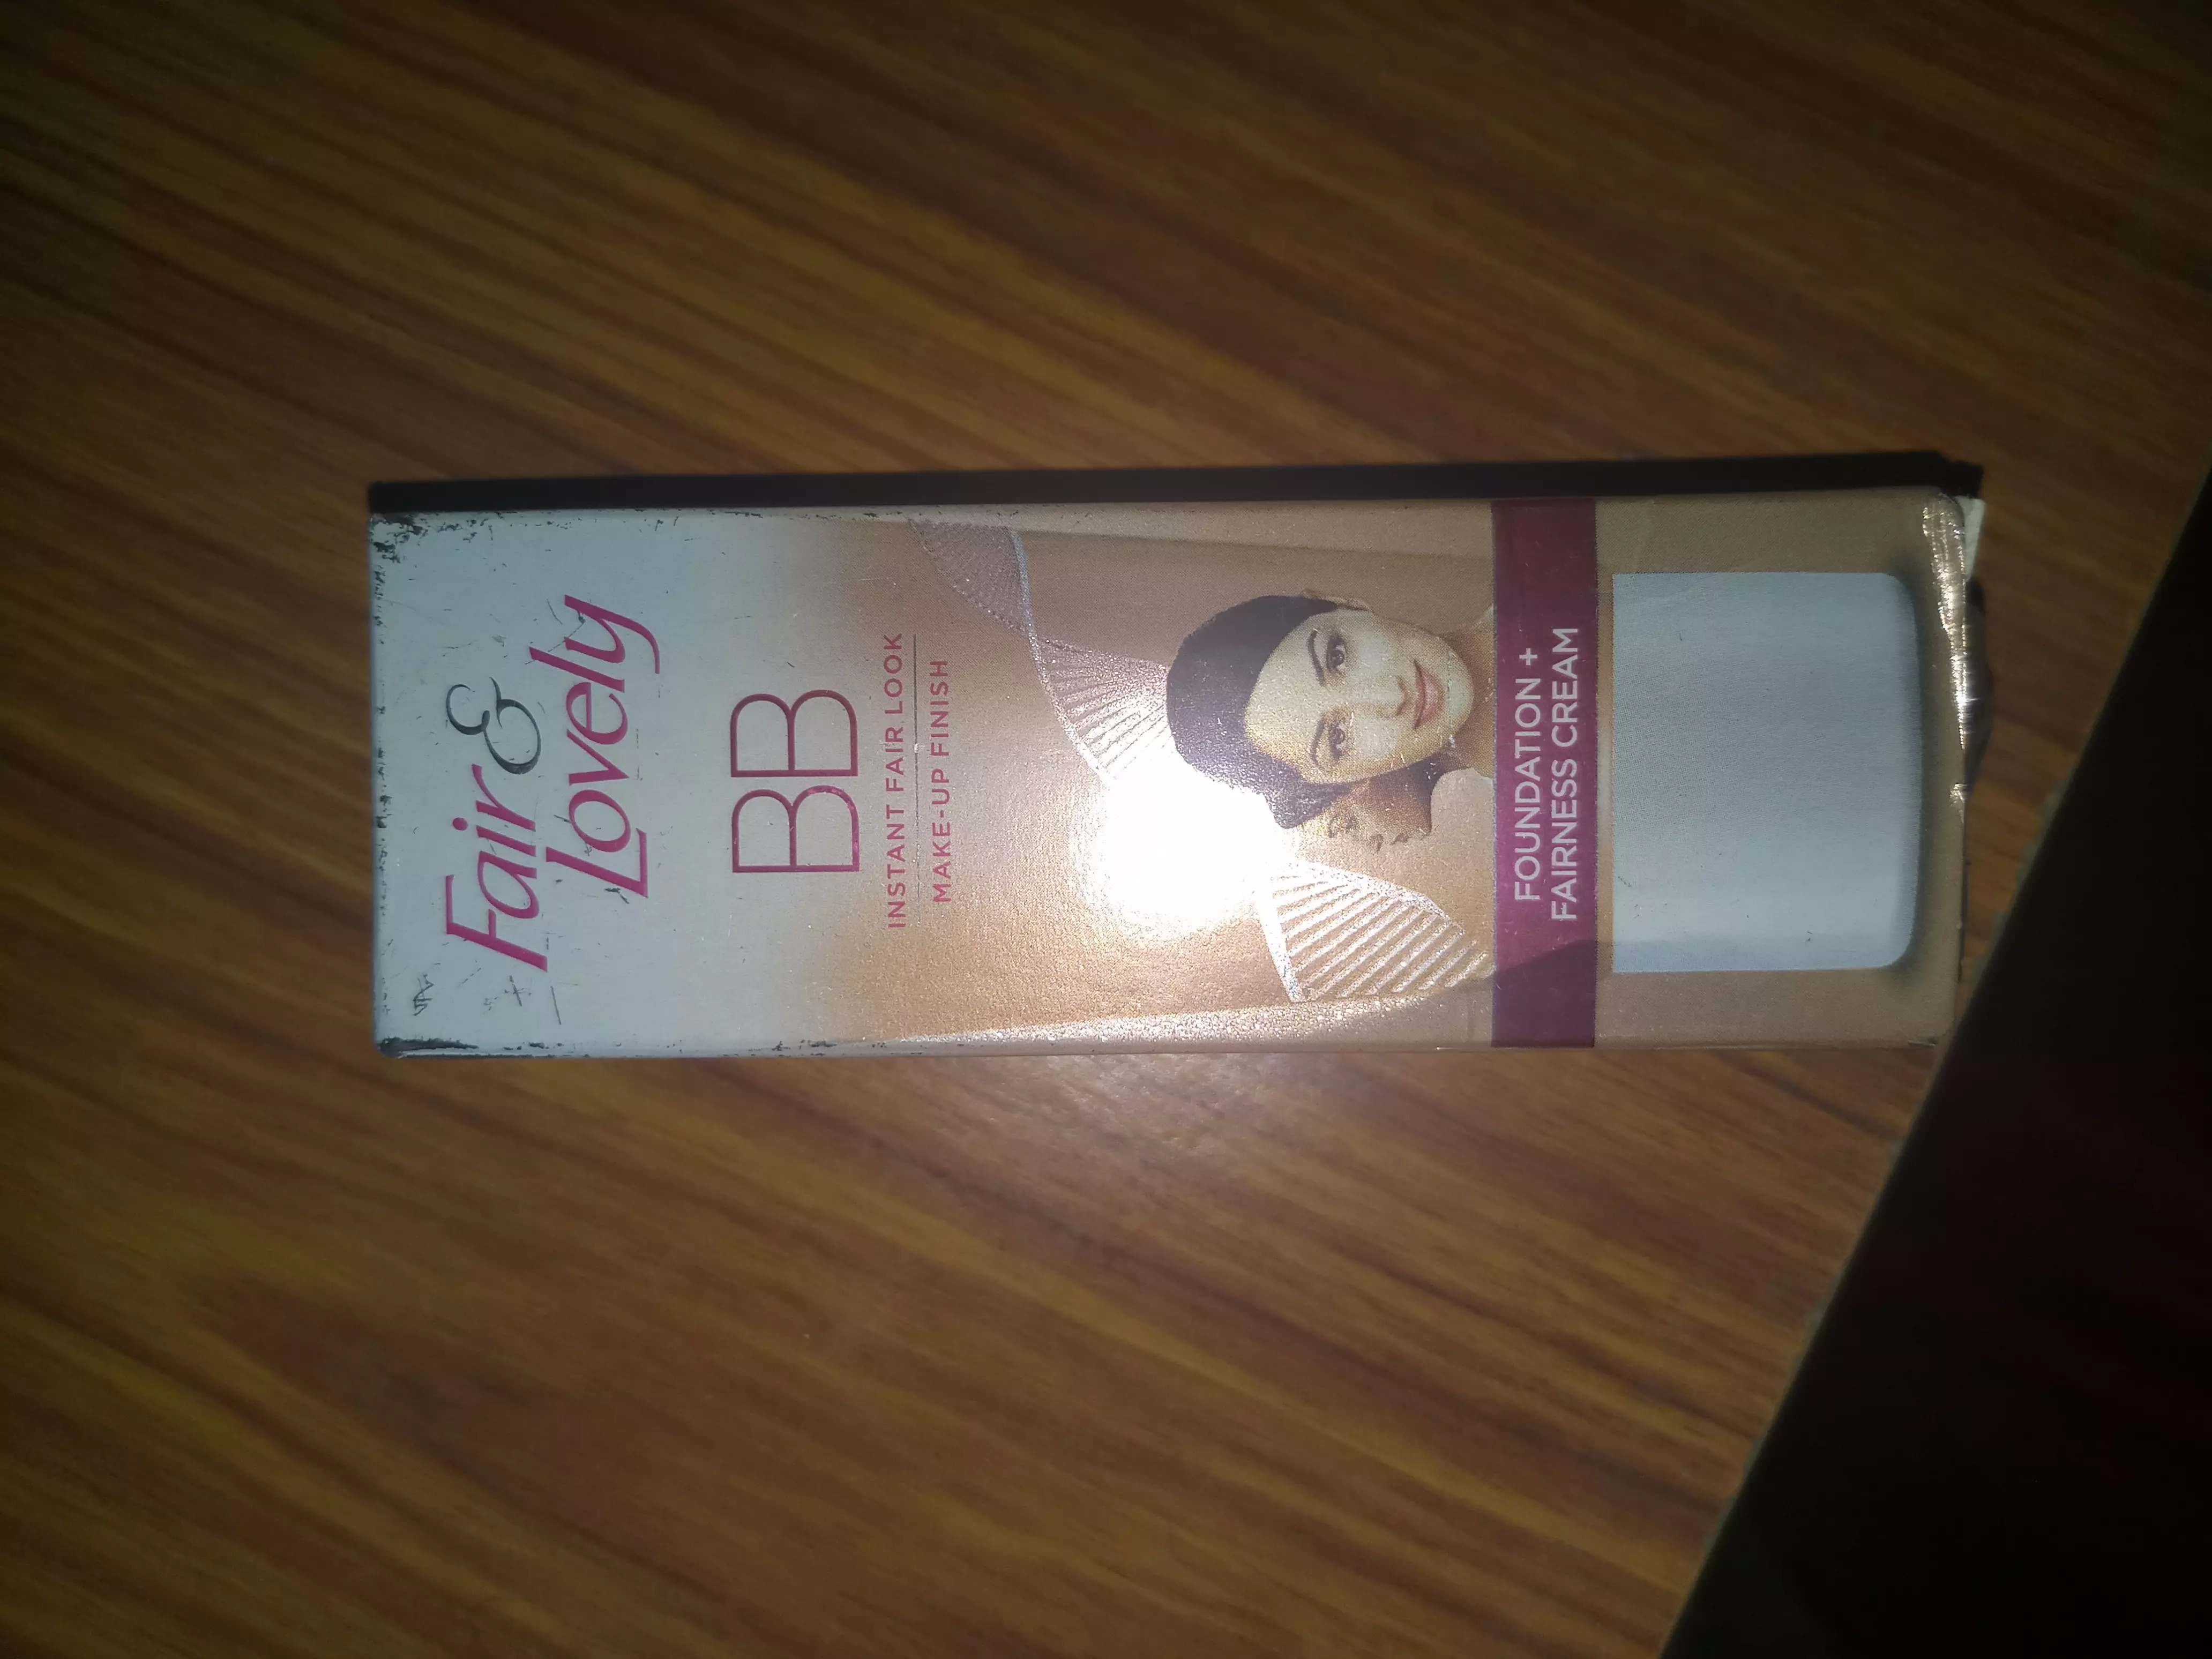 Fair &
Lovely
BB
INSTANT FAIR LOOK
MAKE-UP FINISH
FOUNDATION +
FAIRNESS CREAM